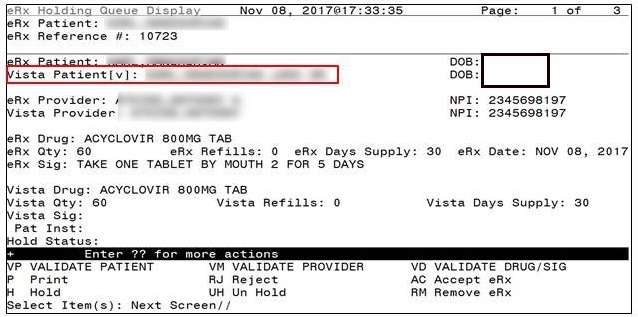 eRx Holding Queue Display Nov 08, 2017@17:33:35 Page: 1 of 3
eRx Patient:
eRx Reference #: 10723
eRx Patient: DOB:
Vista Patient[v]: DOB:
eRx Provider: NPI: 2345698197
Vista Provider NPI: 2345698197
eRx Drug: ACYCLOVIR 800MG TAB
eRx Qty: 60 eRx Refills: 0 eRx Days Supply: 30 eRx Date: NOV 08, 2017
eRx Sig: TAKE ONE TABLET BY MOUTH 2 FOR 5 DAYS
Vista Drug: ACYCLOVIR 800MG TAB
Vista Qty: 60 Vista Refills: 0 Vista Days Supply: 30
Vista Sig:
Pat Inst:
Hold Status:
+ Enter ?? for more actions
VP VALIDATE PATIENT VM VALIDATE PROVIDER VD VALIDATE DRUG/SIG
P Print RJ Reject AC Accept eRx
H Hold UH Un Hold RM Remove eRx
Select Item(s): Next Screen//